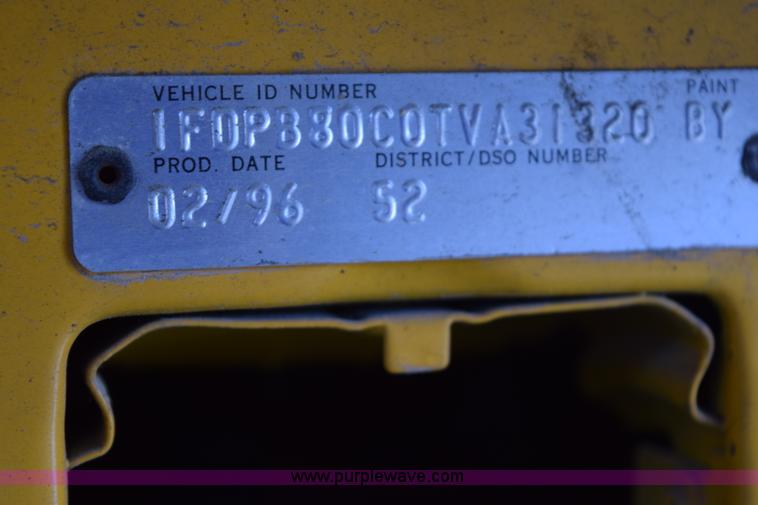 VEHICLE ID NUMBER PAINT
1FDPB80C0TVA31320 BY
PROD. DATE DISTRICT/DSO NUMBER
02/96 52
www.purplewave.com